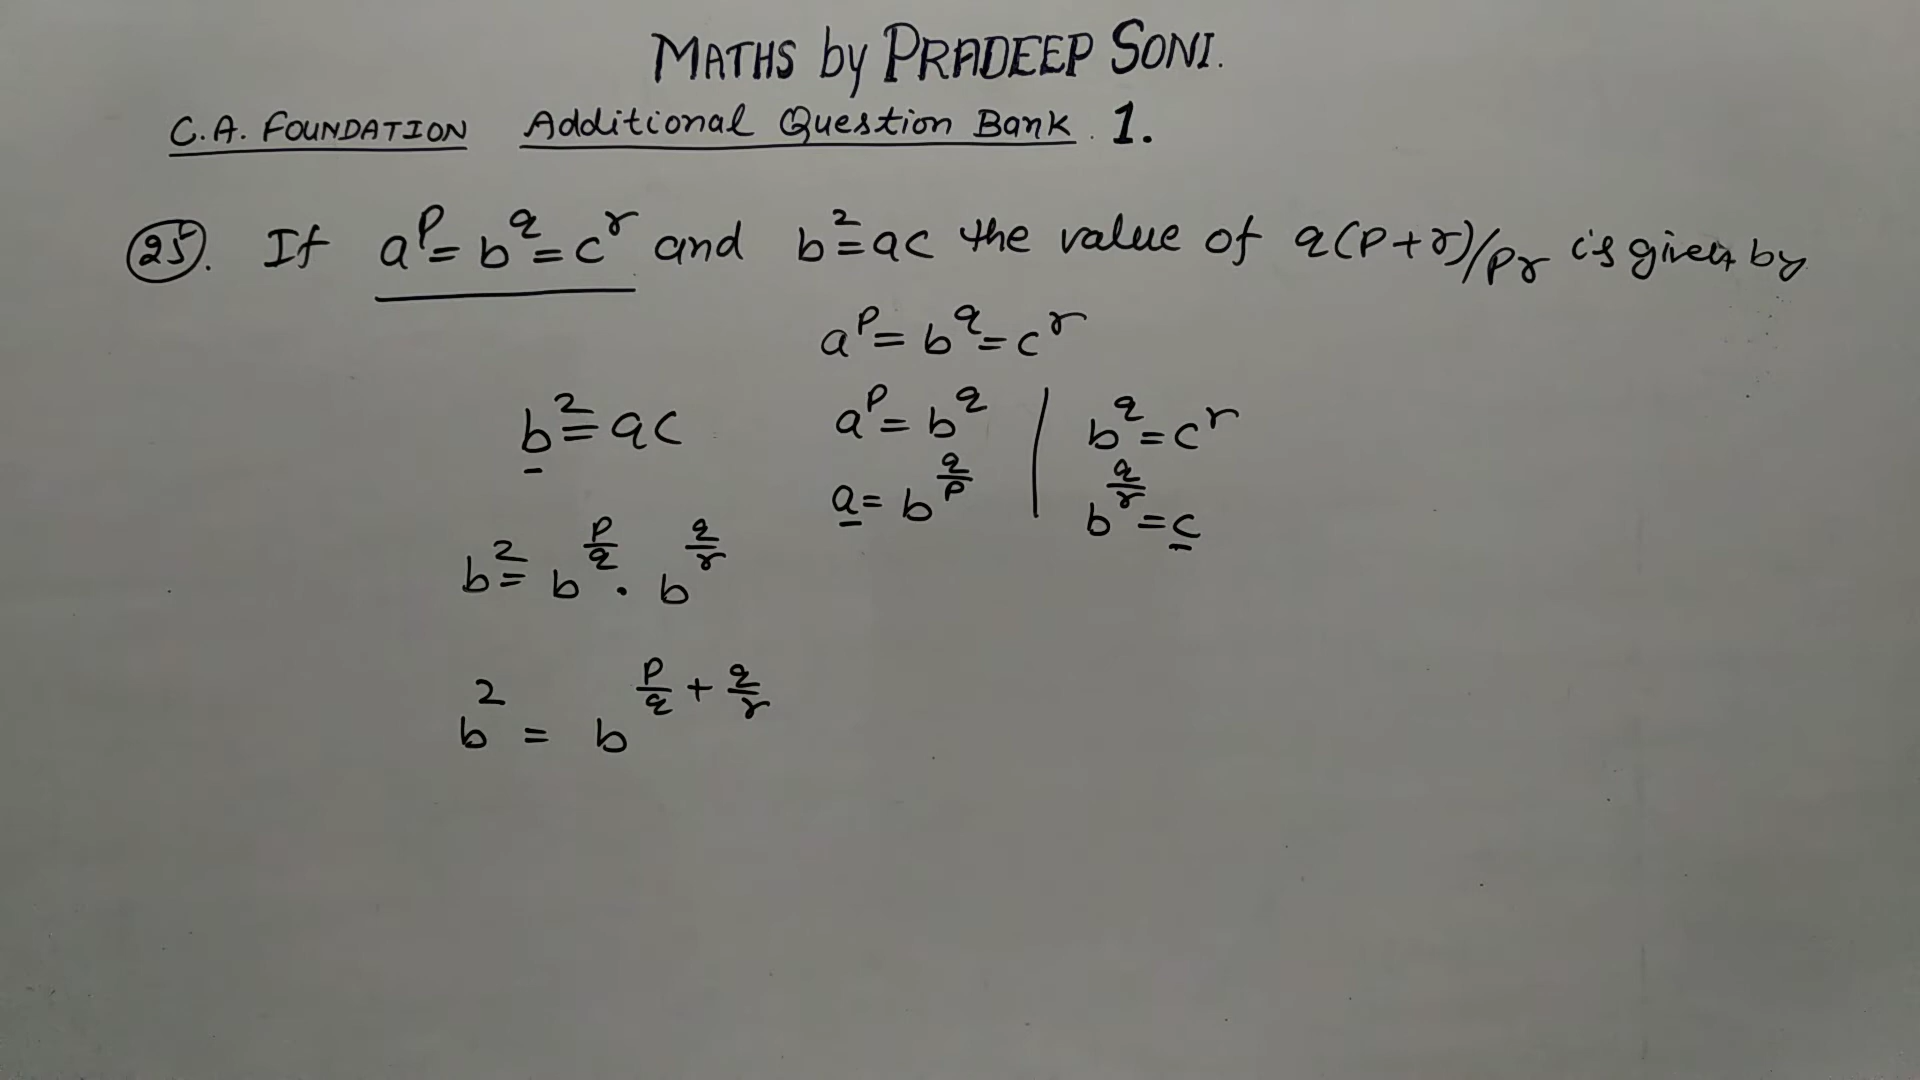 MATHS by PRADEEP SONI.
C.A. FOUNDATION Additional Question Bank. 1.
25. If a^p = b^q = c^r and b^2 = ac the value of q(p+r)/pr is given by
a^p = b^q = c^r
b^2 = ac
a^p = b^q | b^q = c^r
a = b^(q/p) | b^(q/r) = c
b^2 = b^(p/q) . b^(q/r)
b^2 = b^(p/q + q/r)